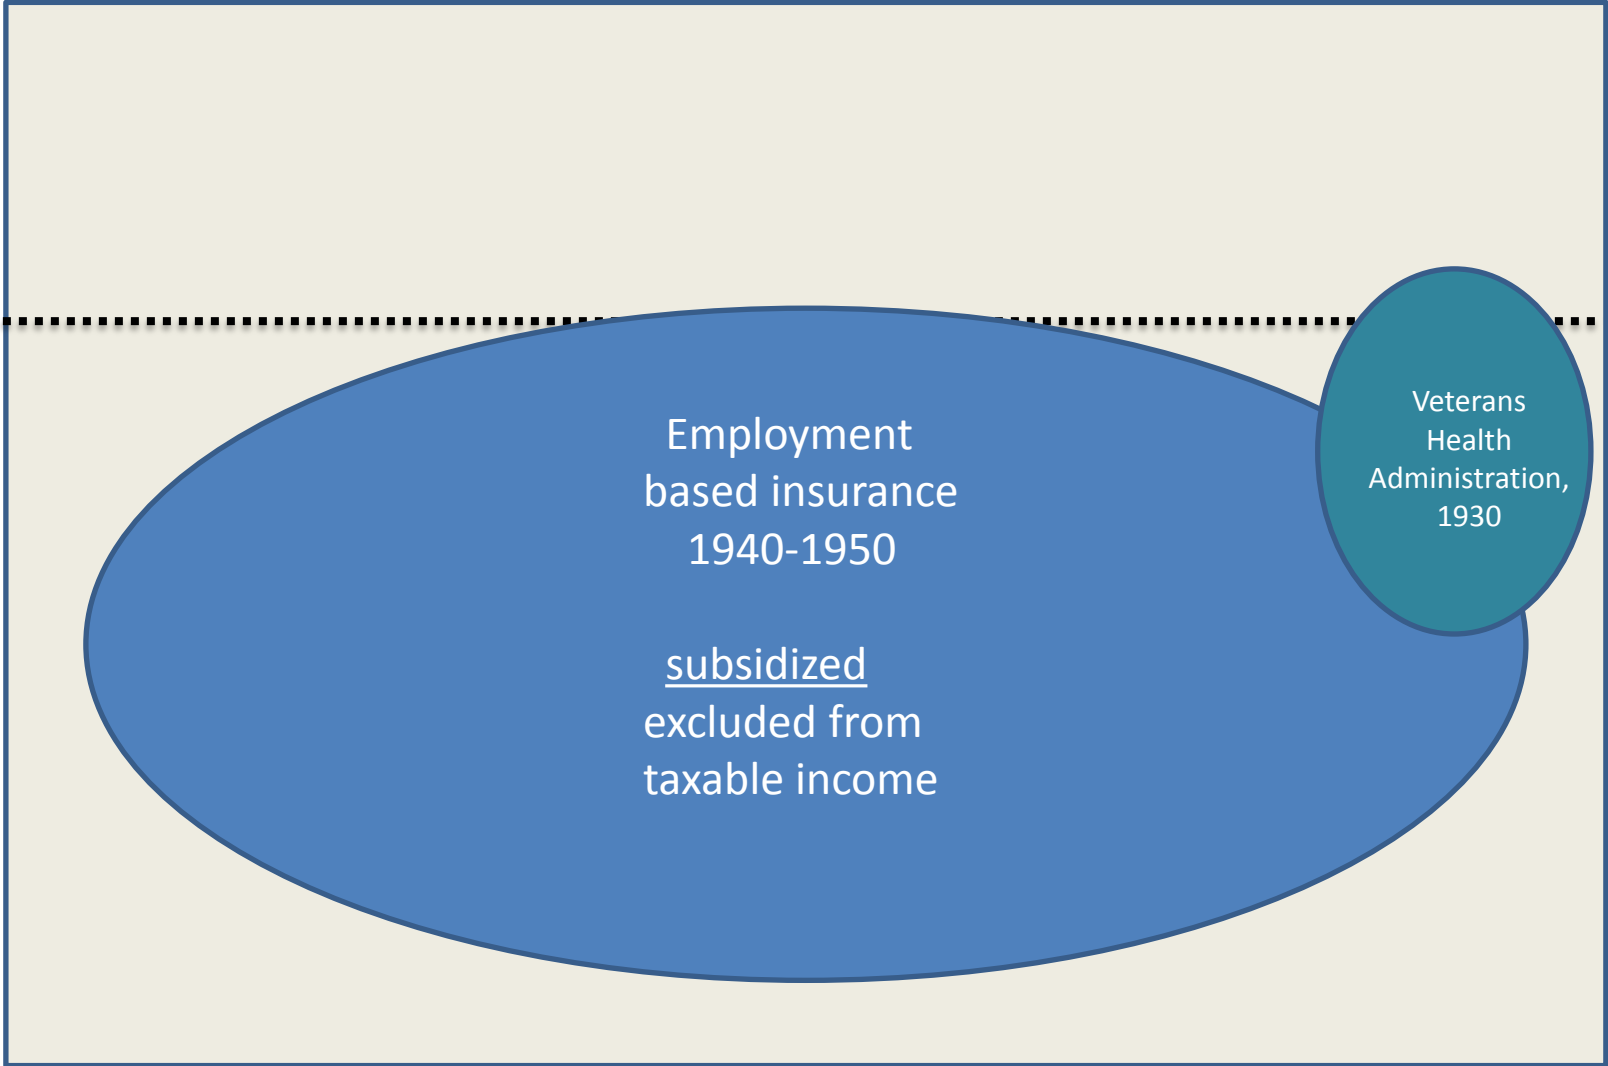 Employment
based insurance
1940-1950
subsidized
excluded from
taxable income
Veterans
Health
Administration,
1930